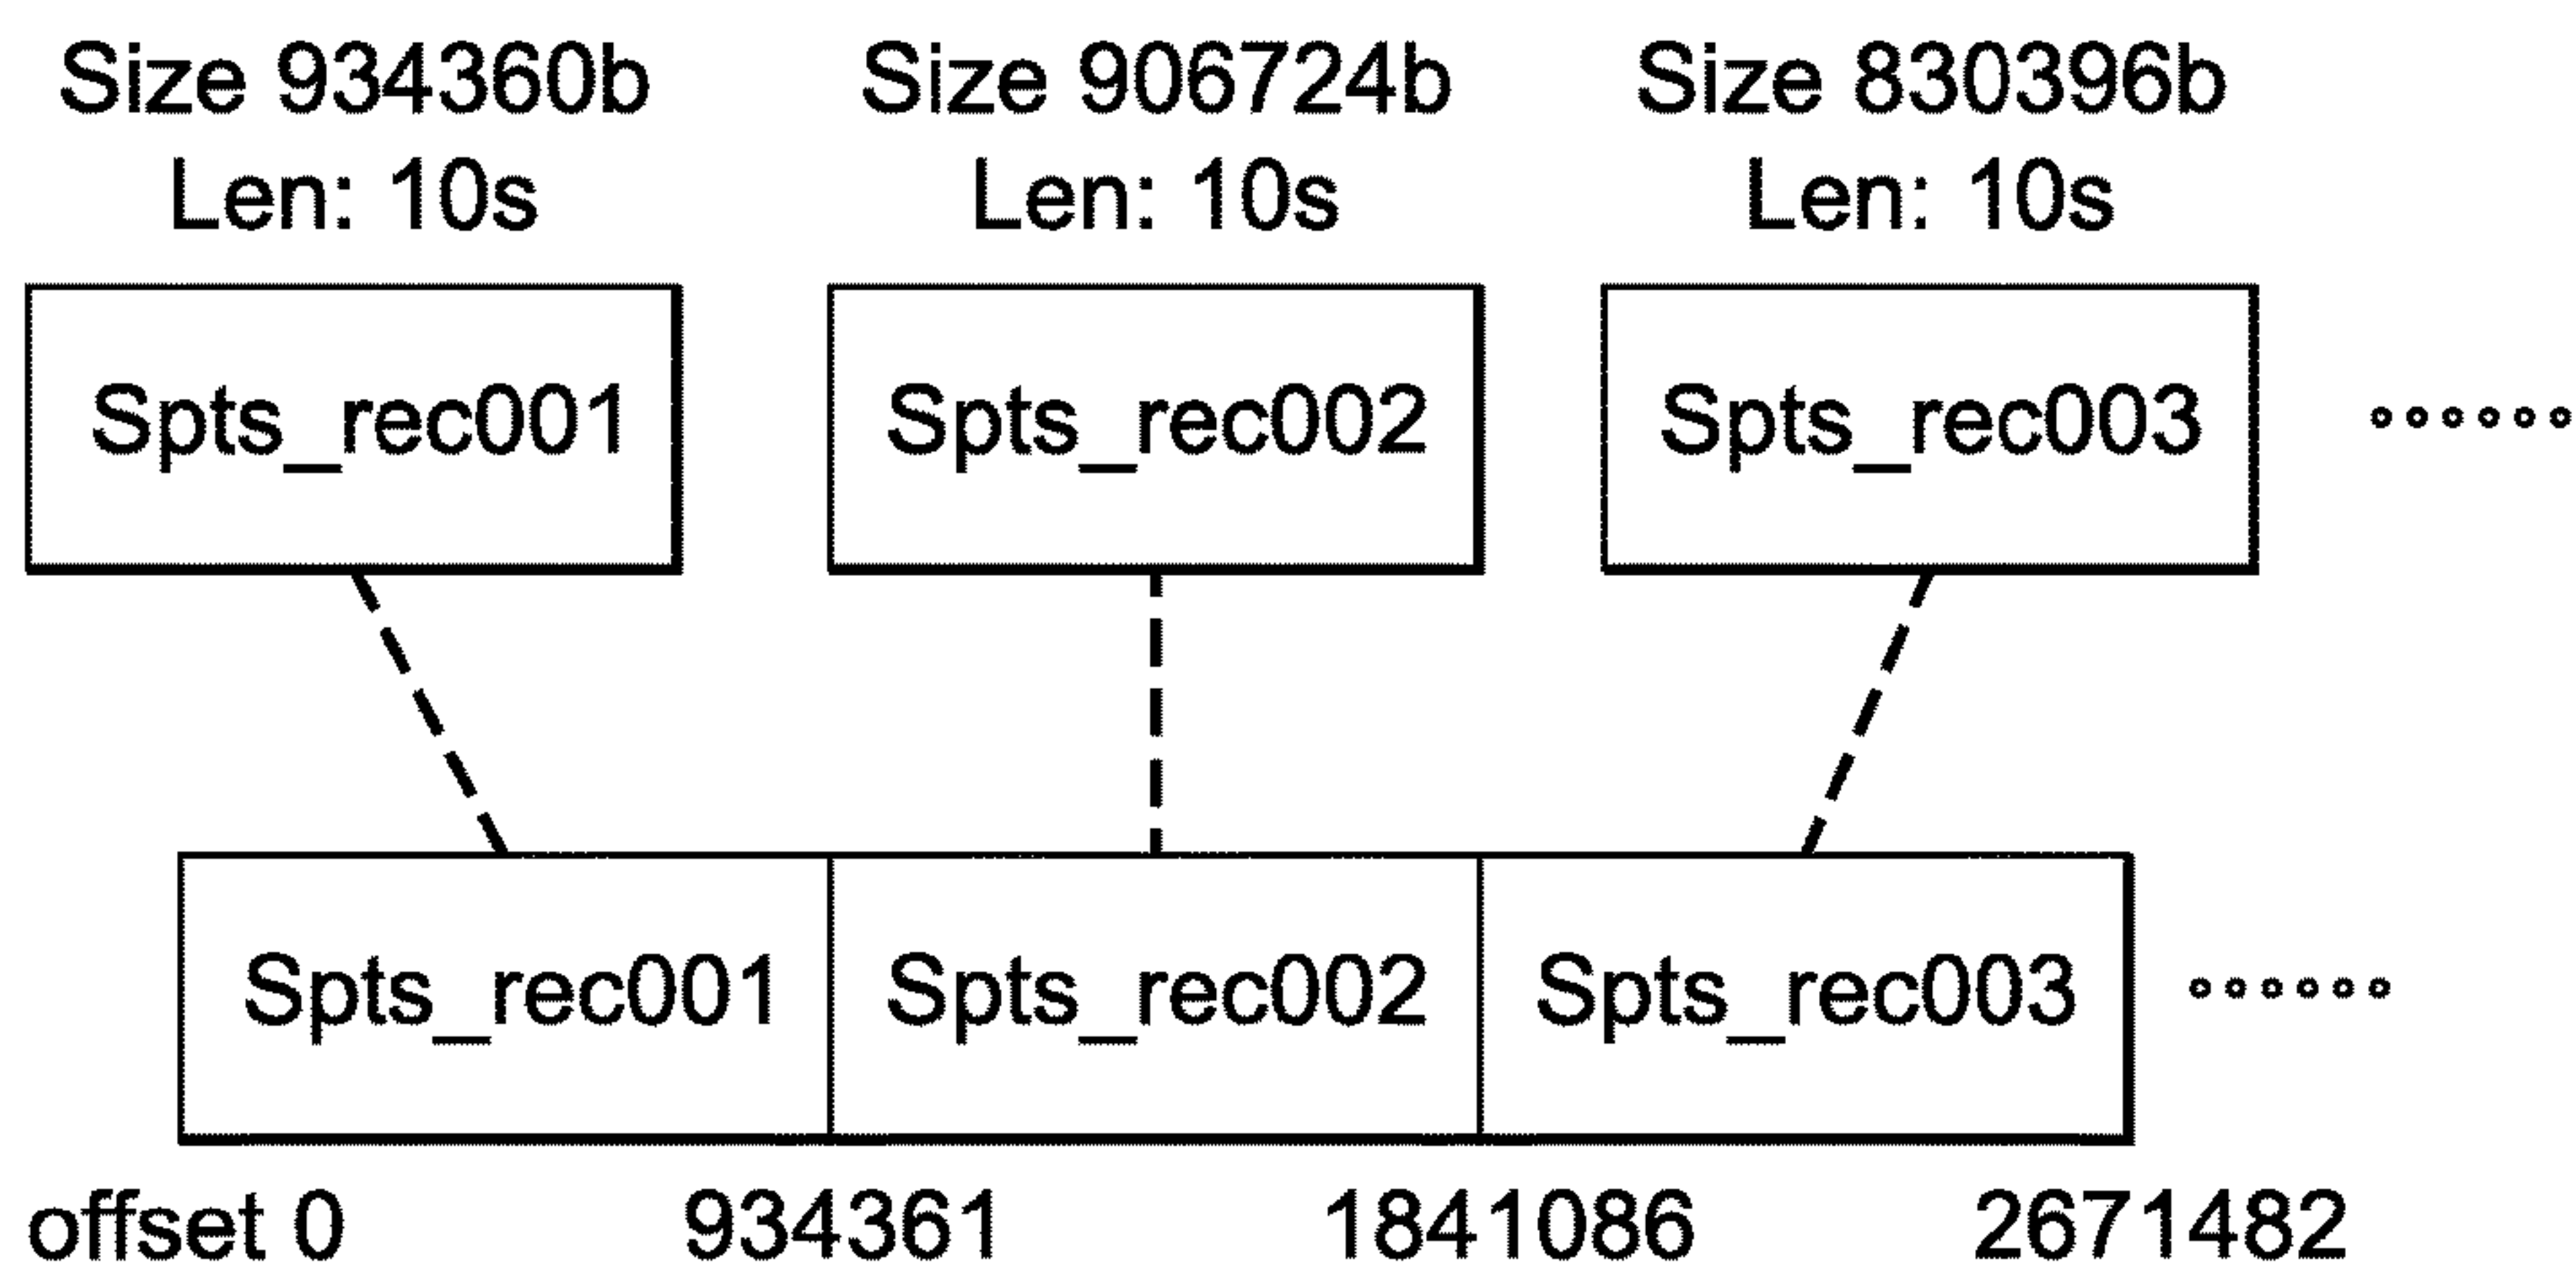 Size 934360b Size 906724b Size 830396b
Len: 10s Len: 10s Len: 10s
Spts_rec001 Spts_rec002 Spts_rec003
Spts_rec001 Spts_rec002 Spts_rec003
offset 0 934361 1841086 2671482